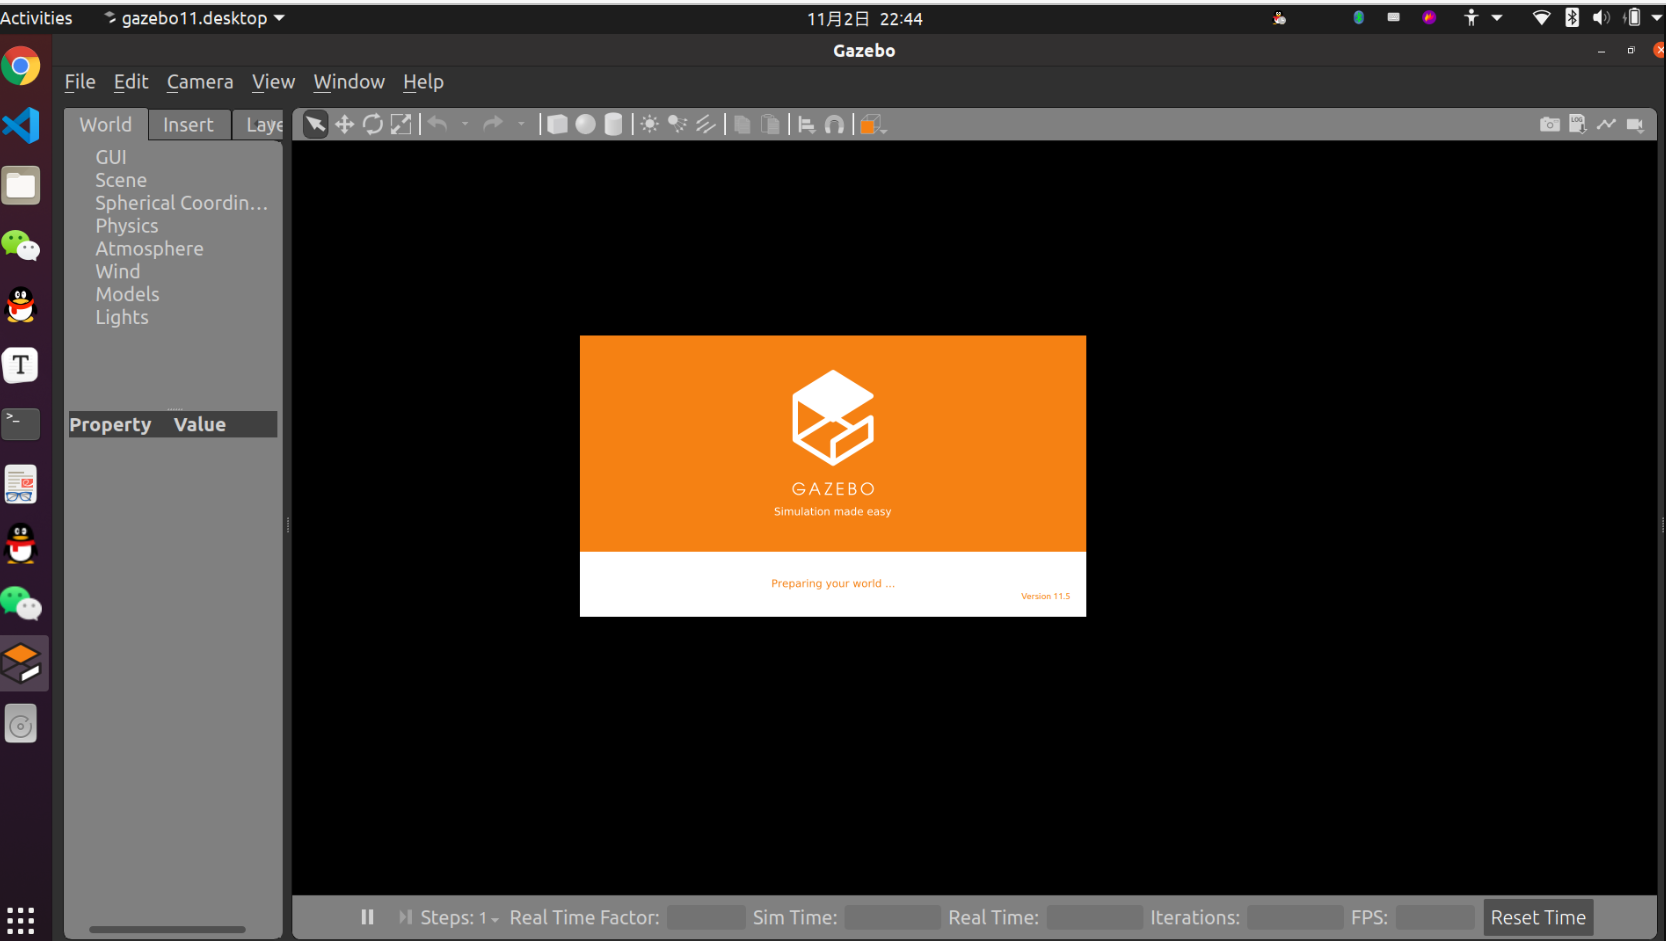 Activities gazebo11.desktop 11月2日 22:44
Gazebo
File Edit Camera View Window Help
World Insert Laye
GUI
Scene
Spherical Coordin...
Physics
Atmosphere
Wind
Models
Lights
Property Value
GAZEBO
Simulation made easy
Preparing your world ...
Version 11.5
LOG
T
>_
Steps: 1 Real Time Factor: Sim Time: Real Time: Iterations: FPS: Reset Time